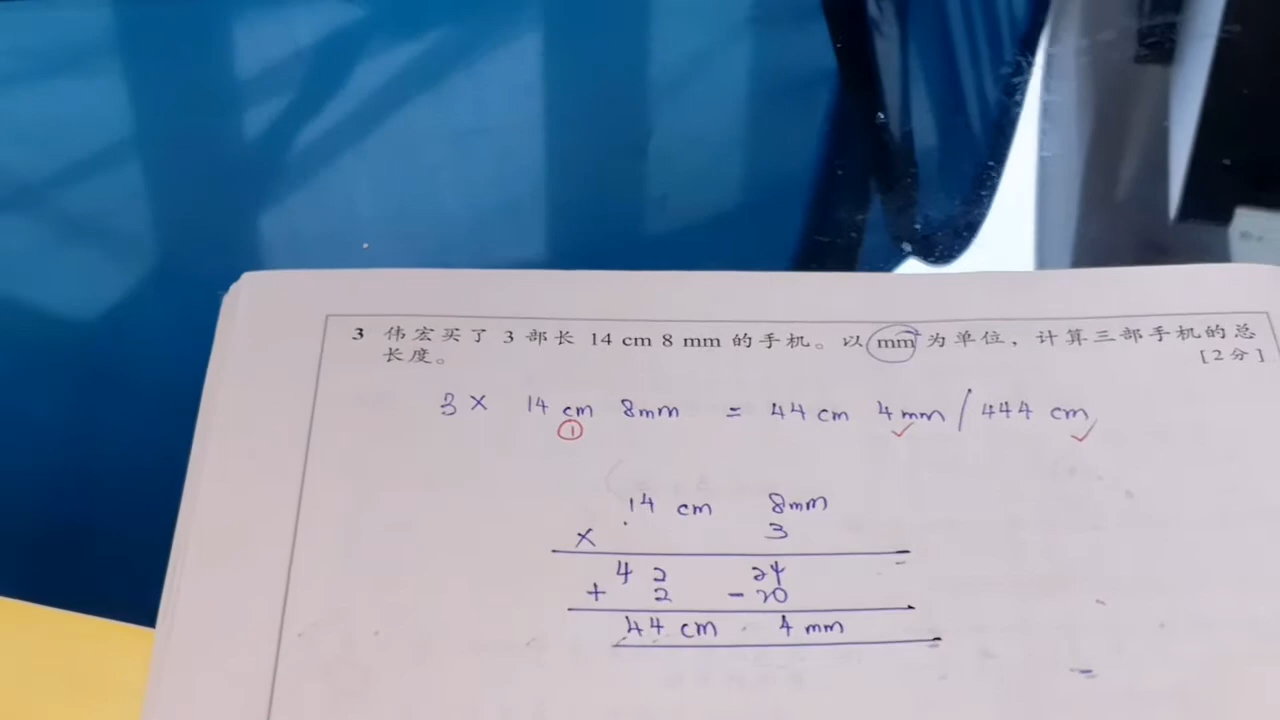 3 伟宏买了 3 部长 14 cm 8 mm 的手机。以 mm 为单位，计算三部手机的总
长度。 [2分]
3 × 14 cm 8mm = 44 cm 4mm / 444 cm
①
14 cm 8mm
× 3
4 2 24
+ 2 - 20
44 cm 4 mm